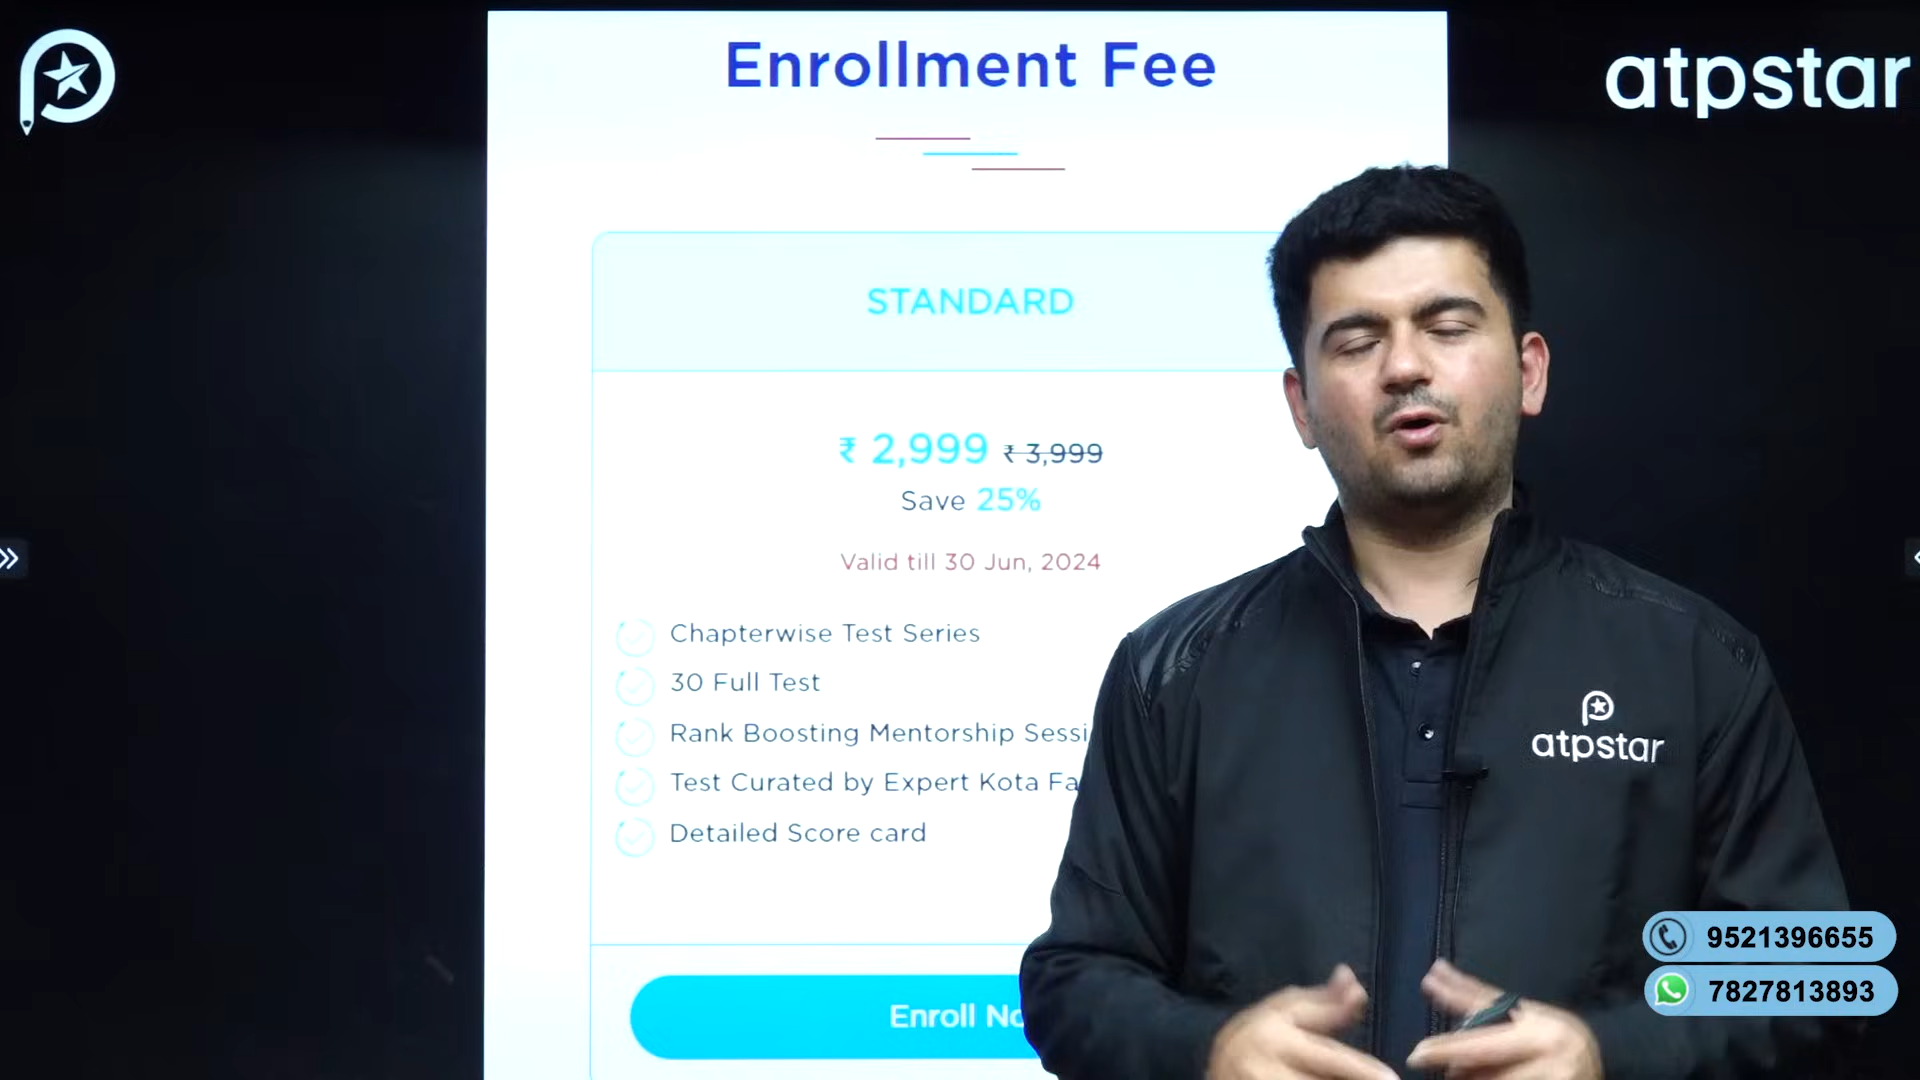 atpstar
Enrollment Fee
STANDARD
₹ 2,999 ₹ 3,999
Save 25%
Valid till 30 Jun, 2024
Chapterwise Test Series
30 Full Test
Rank Boosting Mentorship
Test Curated by Expert Kota
Detailed Score card
Enroll
atpstar
9521396655
7827813893